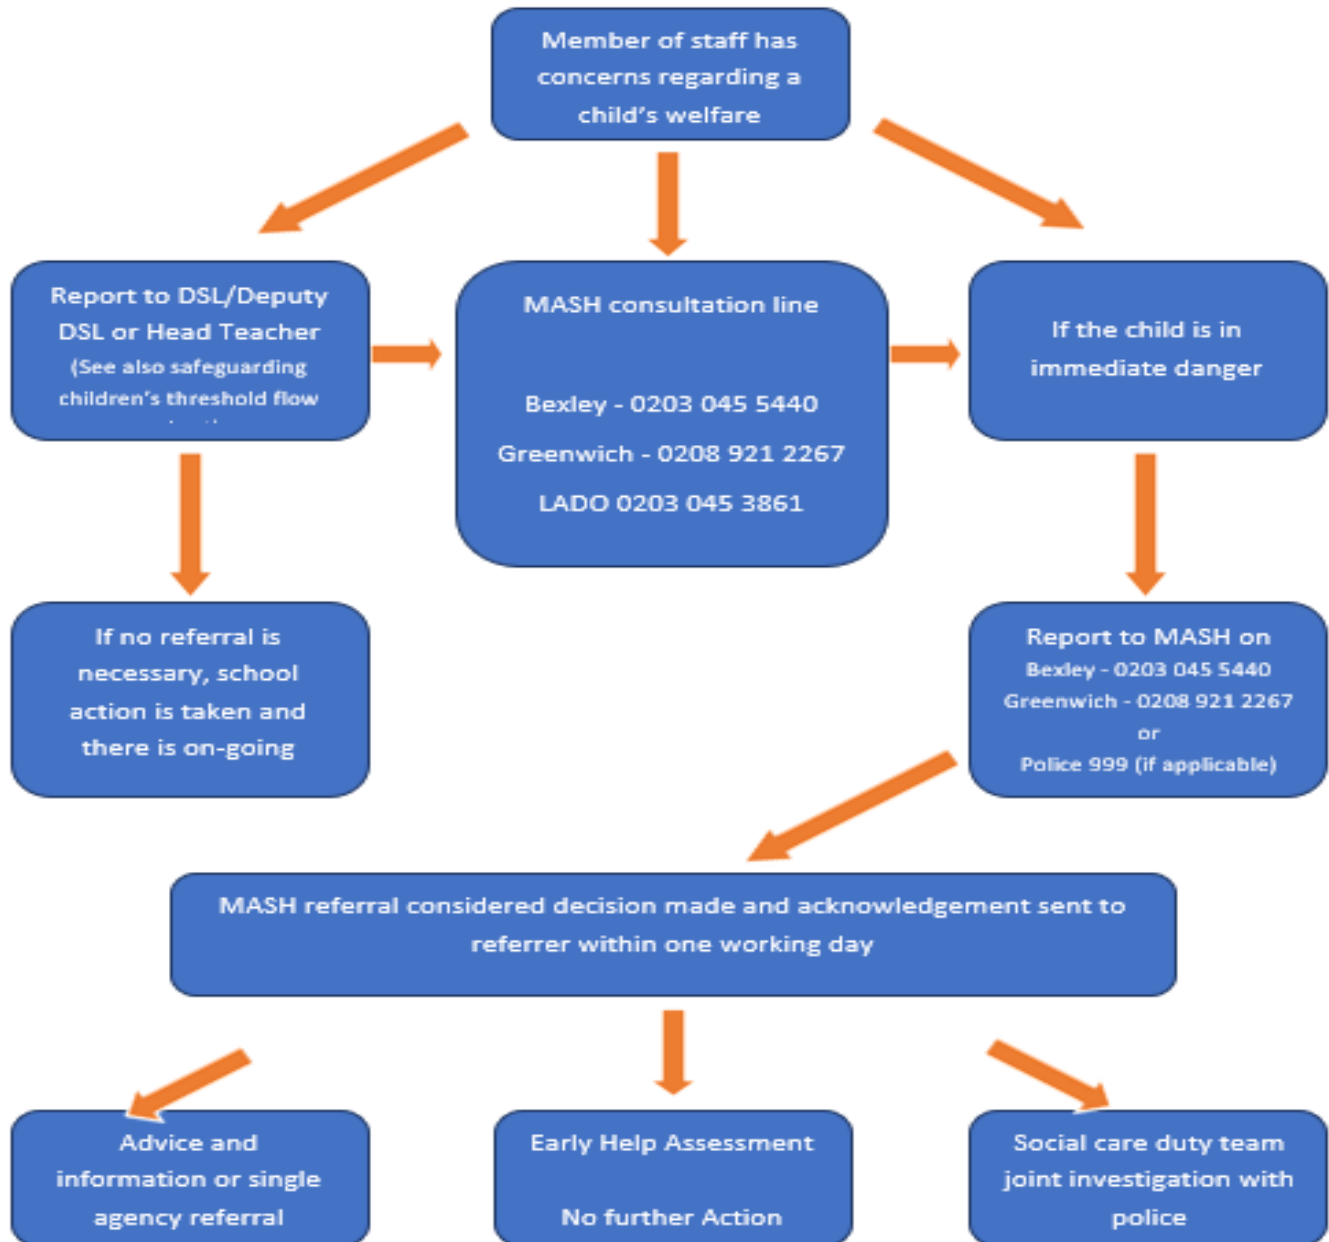 Member of staff has
concerns regarding a
child's welfare
Report to DSL/Deputy
DSL or Head Teacher
(See also safeguarding
children's threshold flow
MASH consultation line
Bexley - 0203 045 5440
Greenwich - 0208 921 2267
LADO 0203 045 3861
If the child is in
immediate danger
If no referral is
necessary, school
action is taken and
there is on-going
Report to MASH on
Bexley - 0203 045 5440
Greenwich - 0208 921 2267
or
Police 999 (if applicable)
MASH referral considered decision made and acknowledgement sent to
referrer within one working day
Advice and
information or single
agency referral
Early Help Assessment
No further Action
Social care duty team
joint investigation with
police